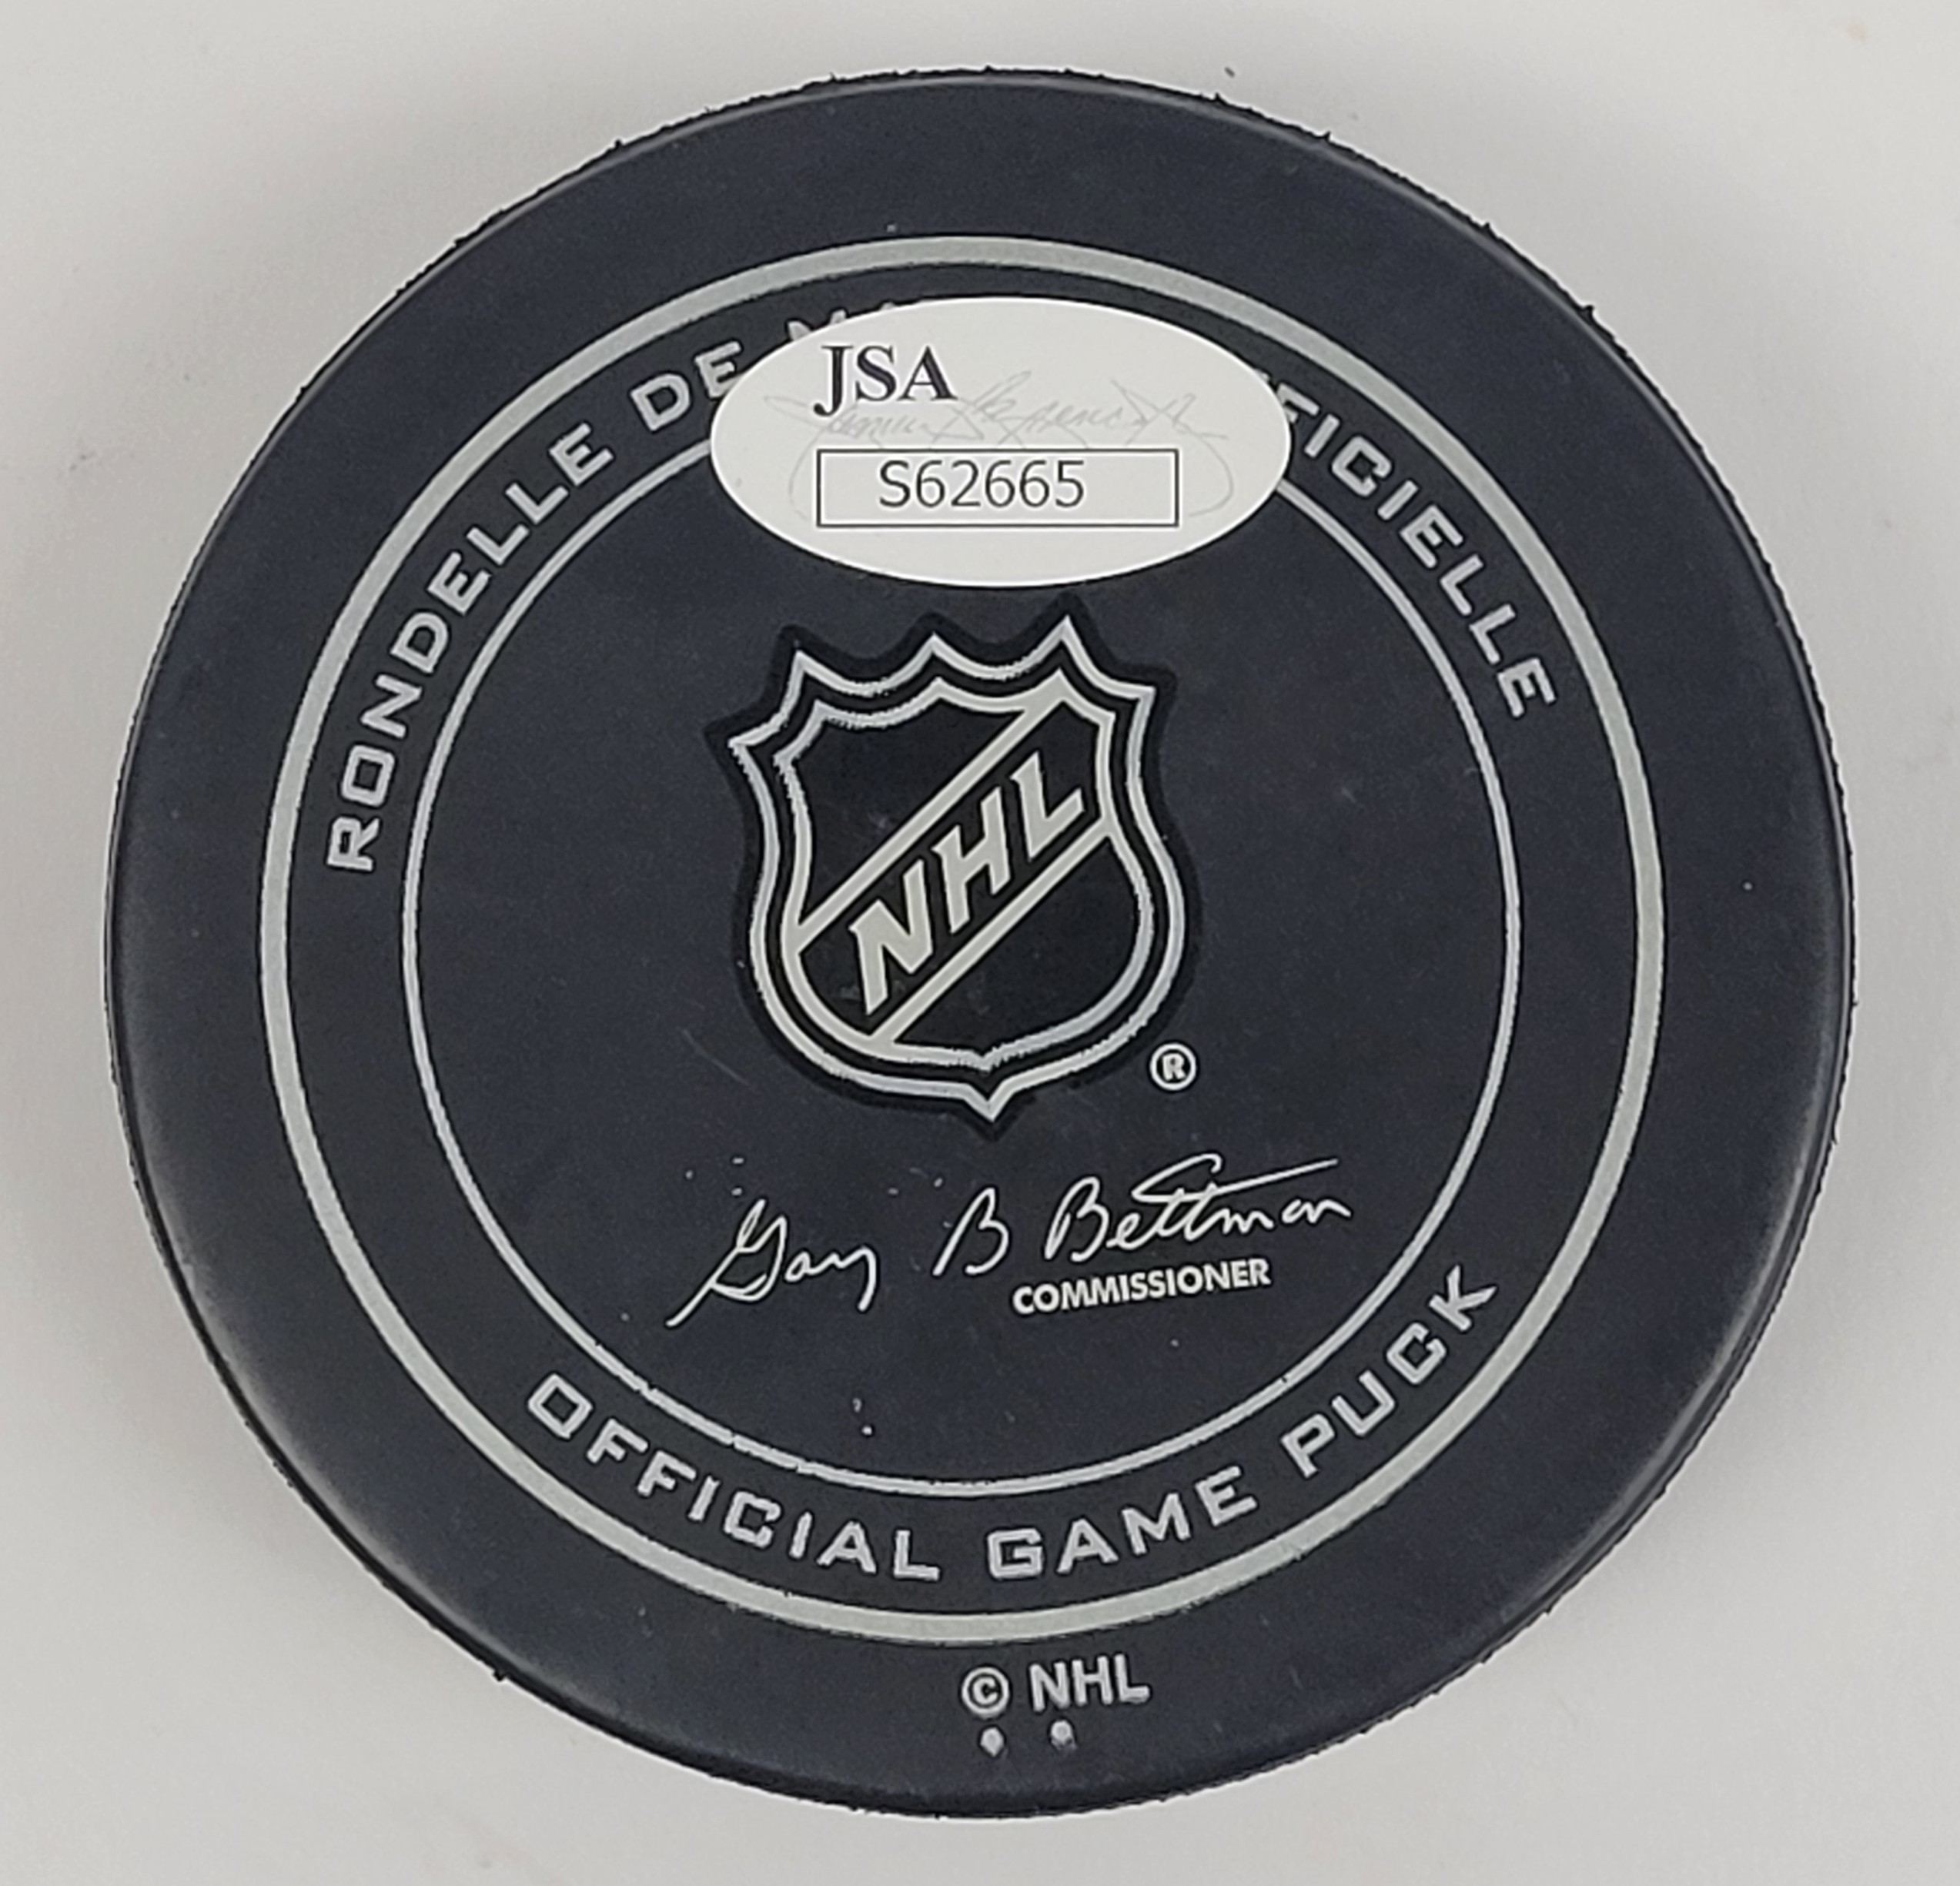 RONDELLE DE
FICIELLE
JSA
S62665
NHL
®
Gary B Bettman
COMMISSIONER
OFFICIAL GAME PUCK
© NHL